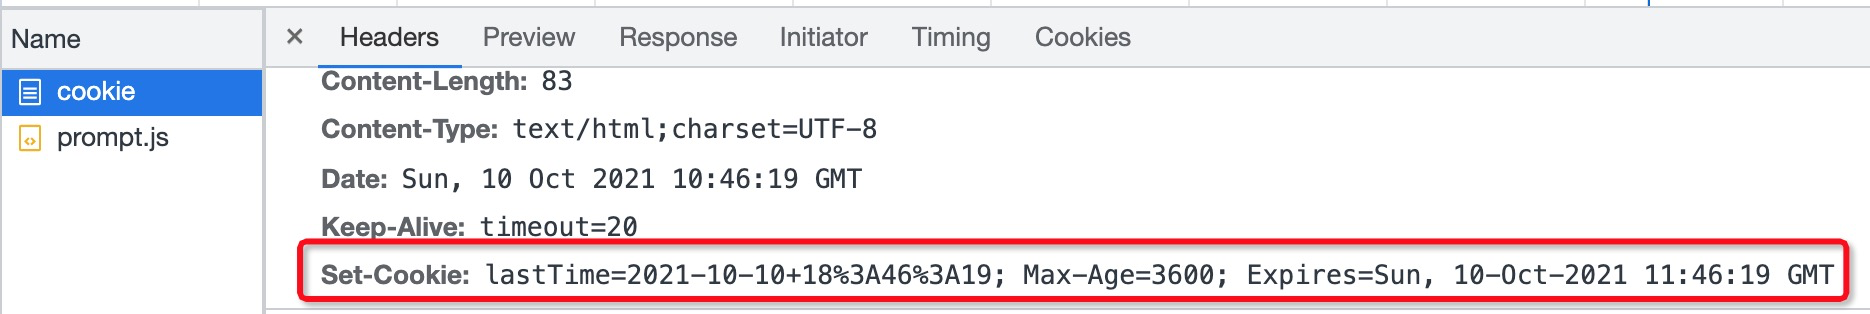 Name
Headers Preview Response Initiator Timing Cookies
cookie
prompt.js
Content-Length: 83
Content-Type: text/html;charset=UTF-8
Date: Sun, 10 Oct 2021 10:46:19 GMT
Keep-Alive: timeout=20
Set-Cookie: lastTime=2021-10-10+18%3A46%3A19; Max-Age=3600; Expires=Sun, 10-Oct-2021 11:46:19 GMT